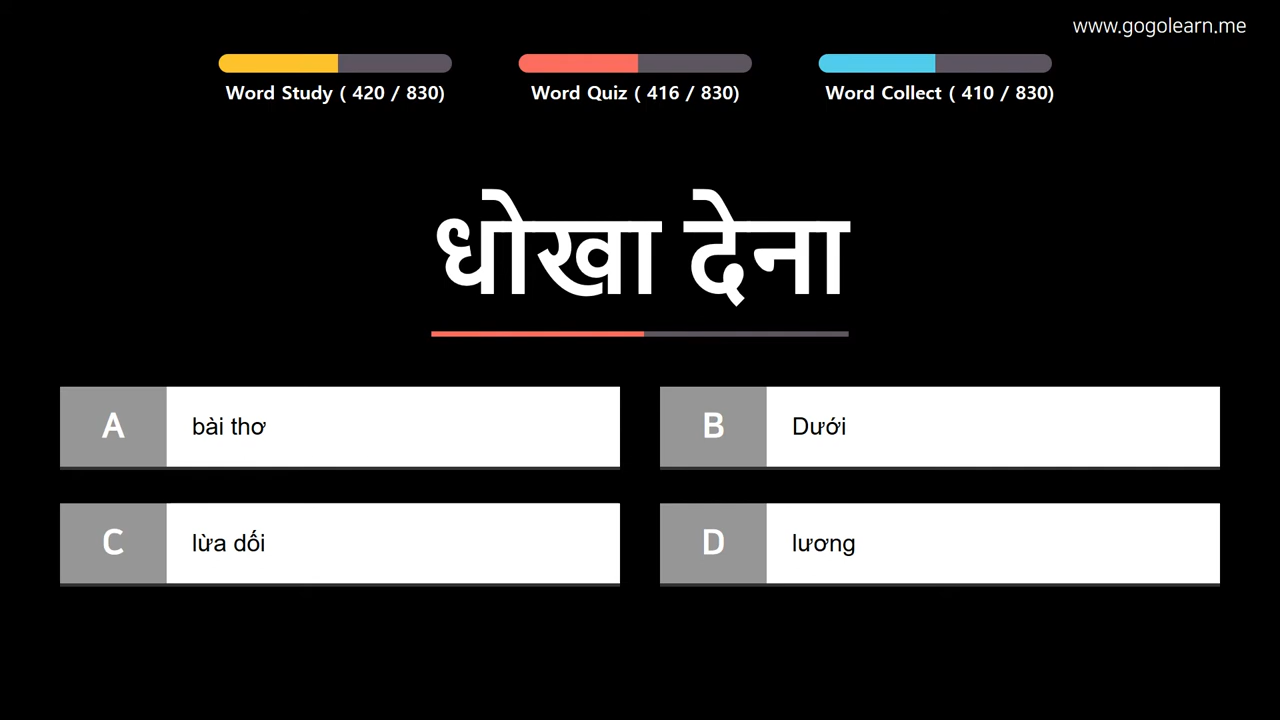 www.gogolearn.me
Word Study ( 420 / 830)
Word Quiz ( 416 / 830)
Word Collect ( 410 / 830)
धोखा देना
A
bài thơ
B
Dưới
C
lừa dối
D
lương